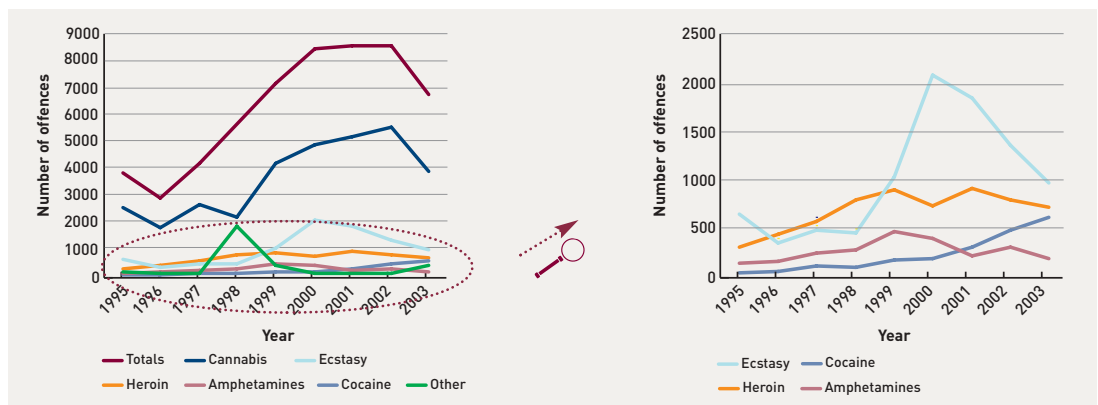 Number of offences
9000
8000
7000
6000
5000
4000
3000
2000
1000
0
1995
1996
1997
1998
1999
2000
2001
2002
2003
Year
Totals
Cannabis
Ecstasy
Heroin
Amphetamines
Cocaine
Other
Number of offences
2500
2000
1500
1000
500
0
1995
1996
1997
1998
1999
2000
2001
2002
2003
Year
Ecstasy
Cocaine
Heroin
Amphetamines